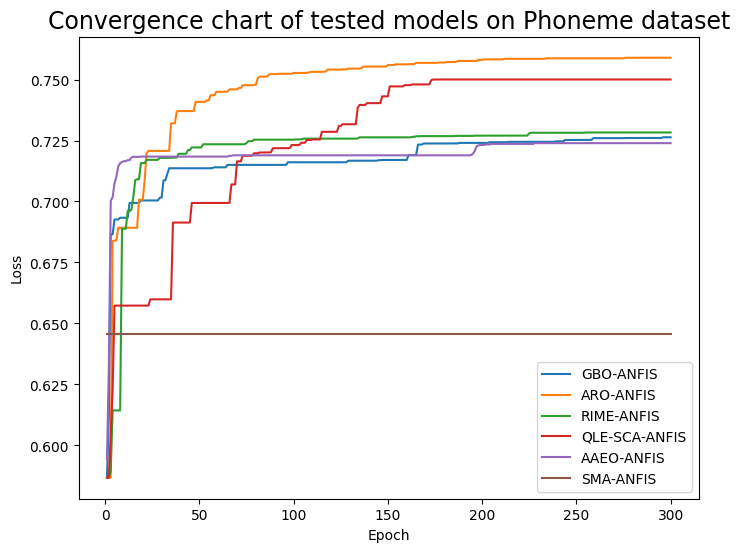 Convergence chart of tested models on Phoneme dataset
0.750
0.725
0.700
0.675
0.650
0.625
0.600
Loss
0
50
100
150
200
250
300
Epoch
GBO-ANFIS
ARO-ANFIS
RIME-ANFIS
QLE-SCA-ANFIS
AAEO-ANFIS
SMA-ANFIS